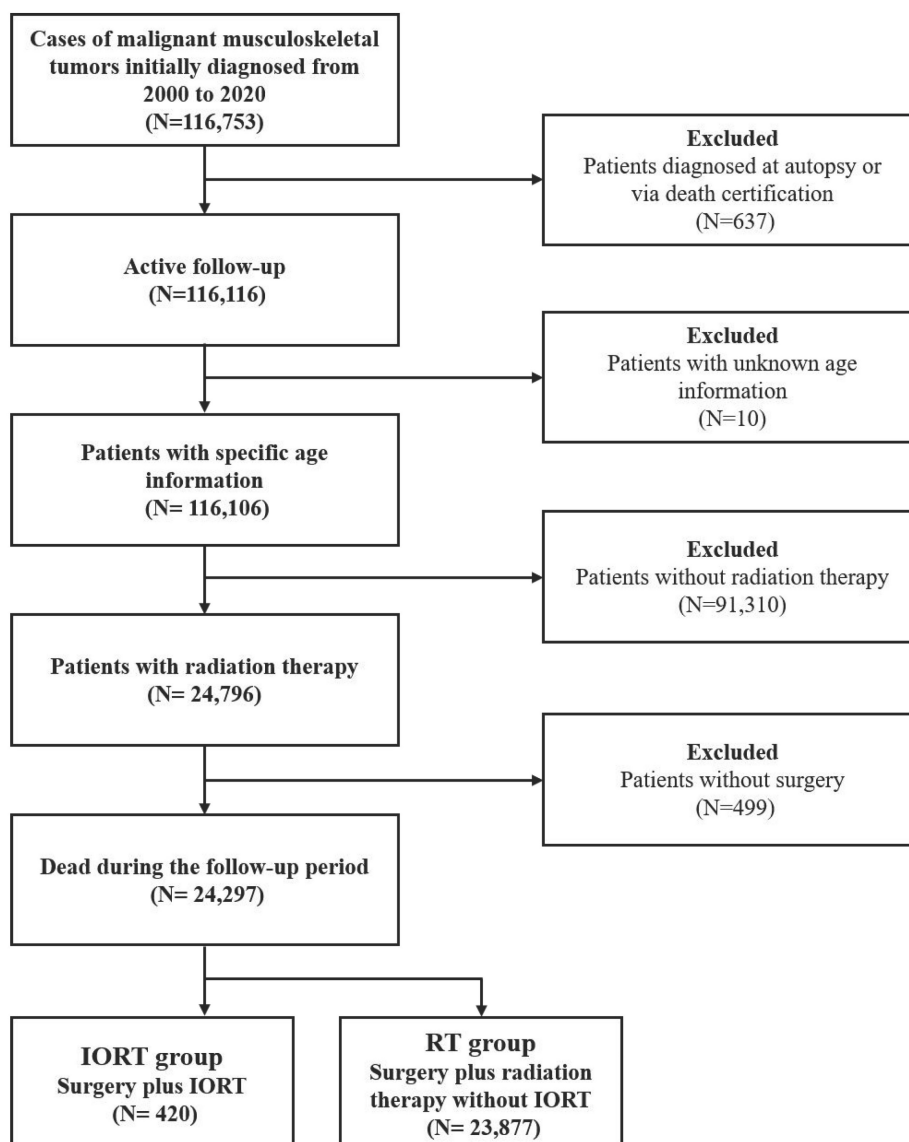 Cases of malignant musculoskeletal
tumors initially diagnosed from
2000 to 2020
(N=116,753)
Excluded
Patients diagnosed at autopsy or
via death certification
(N=637)
Active follow-up
(N=116,116)
Excluded
Patients with unknown age
information
(N=10)
Patients with specific age
information
(N= 116,106)
Excluded
Patients without radiation therapy
(N=91,310)
Patients with radiation therapy
(N= 24,796)
Excluded
Patients without surgery
(N=499)
Dead during the follow-up period
(N= 24,297)
IORT group
Surgery plus IORT
(N= 420)
RT group
Surgery plus radiation
therapy without IORT
(N= 23,877)